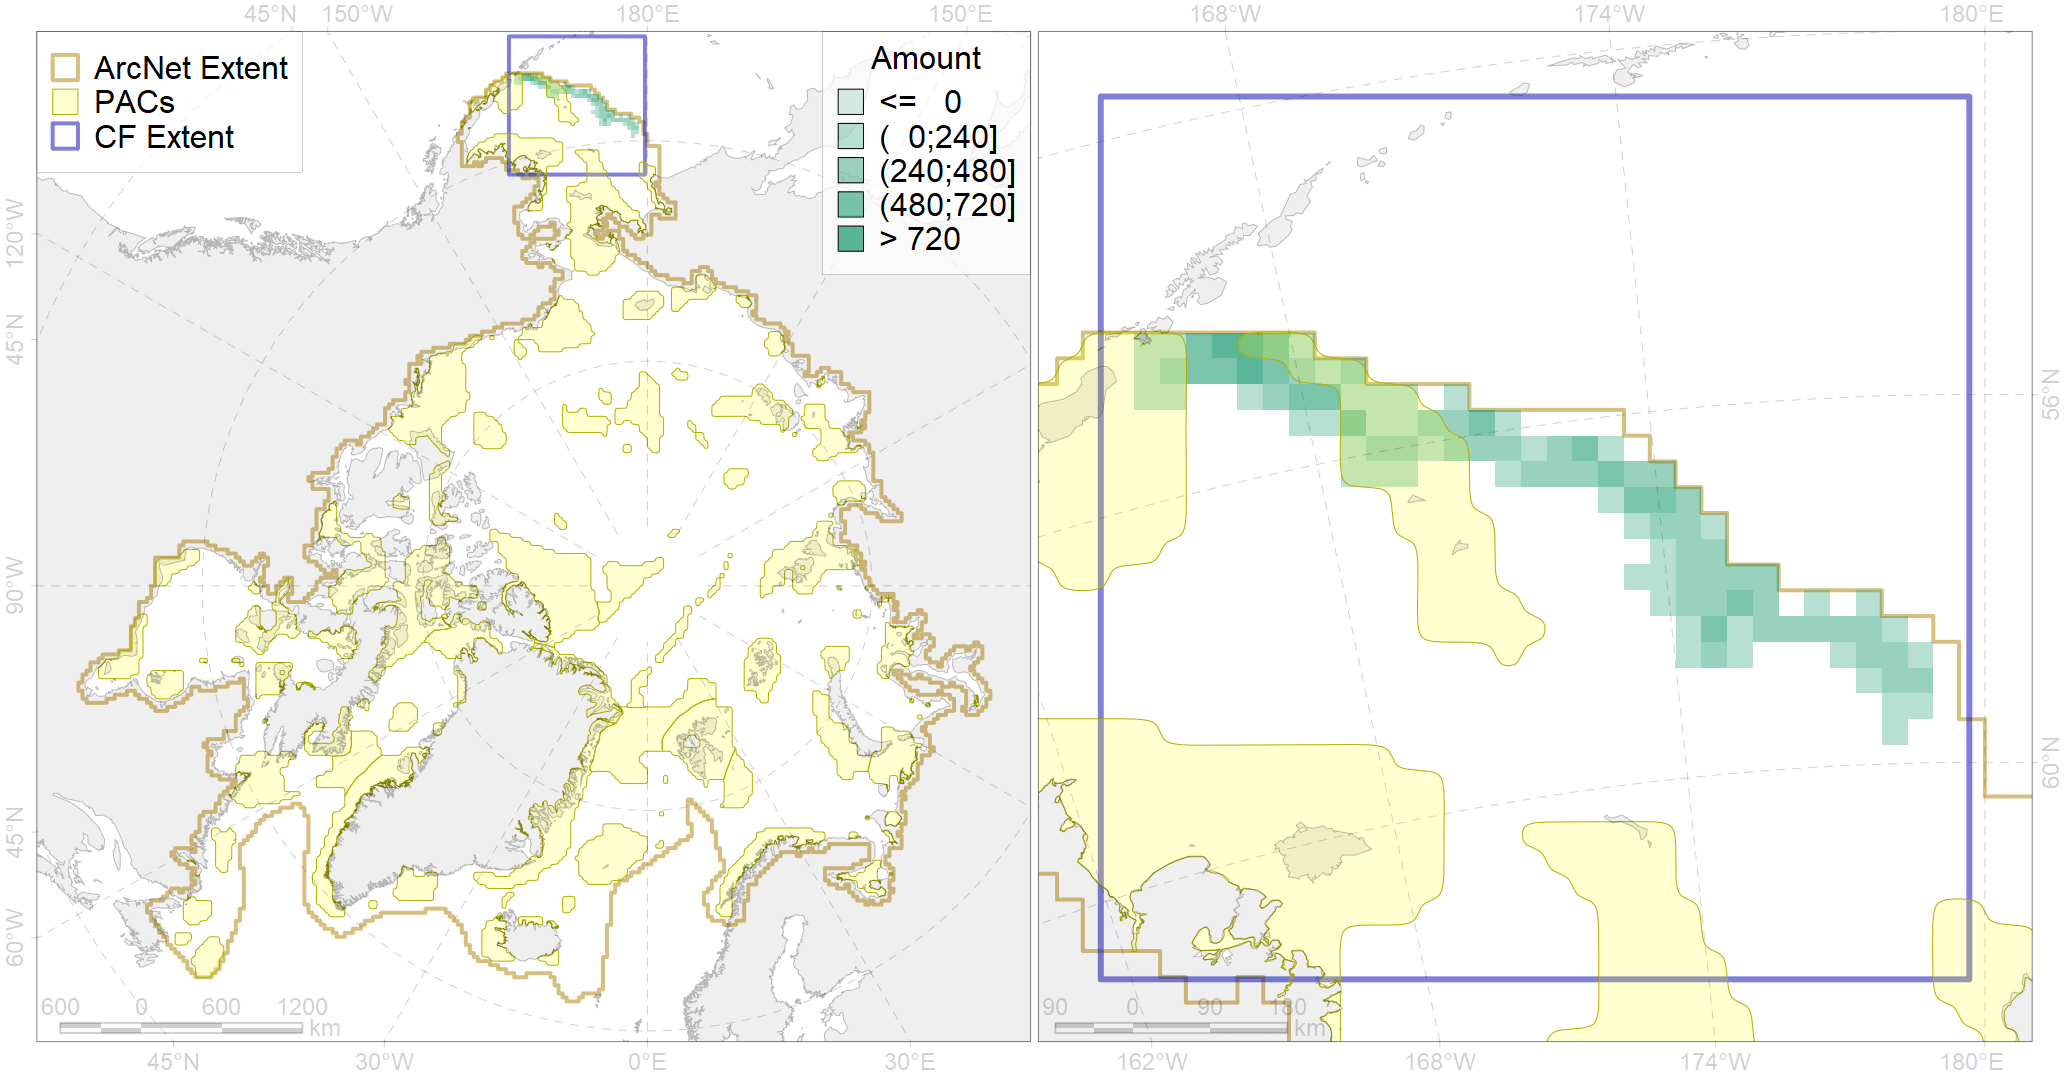 45°N 150°W 180°E 150°E 168°W 174°W 180°E
ArcNet Extent
PACs
CF Extent
Amount
<= 0
( 0;240]
(240;480]
(480;720]
> 720
120°W
45°N
90°W
45°N
60°W
56°N
60°N
600 0 600 1200
km
90 0 90 180
km
45°N 30°W 0°E 30°E 162°W 168°W 174°W 180°E